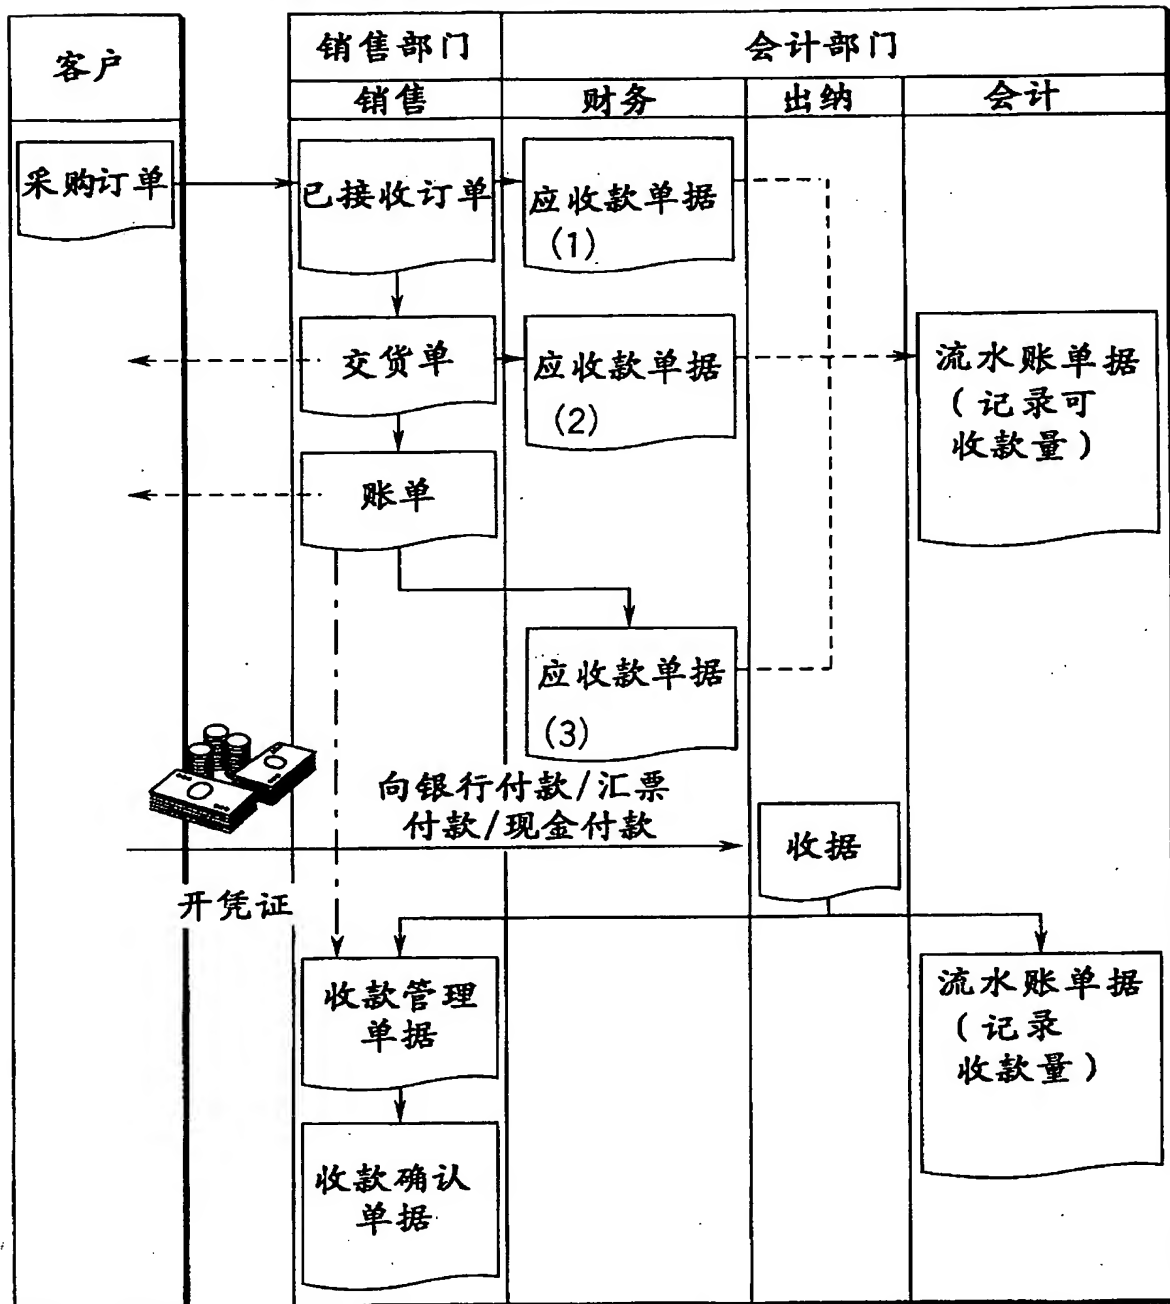 客户
销售部门
会计部门
销售
财务
出纳
会计
采购订单
已接收订单
应收款单据
(1)
交货单
应收款单据
(2)
流水账单据
(记录可
收款量)
账单
应收款单据
(3)
向银行付款/汇票
付款/现金付款
收据
开凭证
收款管理
单据
流水账单据
(记录
收款量)
收款确认
单据